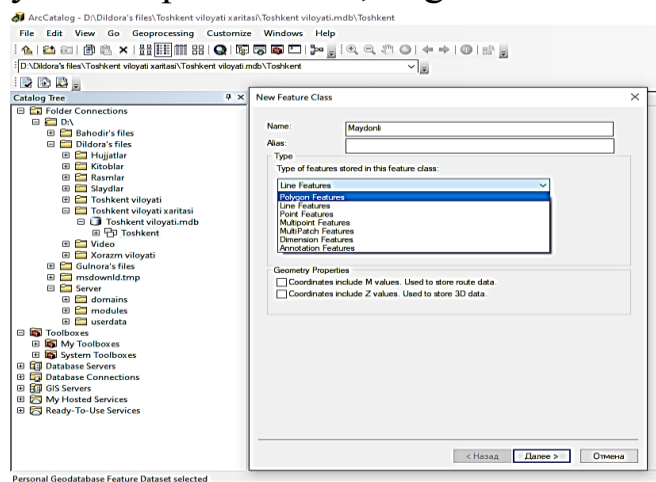 ArcCatalog - D:\Dildora's files\Toshkent viloyati xaritasi\Toshkent viloyati.mdb\Toshkent
File Edit View Go Geoprocessing Customize Windows Help
D:\Dildora's files\Toshkent viloyati xaritasi\Toshkent viloyati.mdb\Toshkent
Catalog Tree
Folder Connections
D:\
Bahodir's files
Dildora's files
Hujjatlar
Kitoblar
Rasmlar
Slaydlar
Toshkent viloyati
Toshkent viloyati xaritasi
Toshkent viloyati.mdb
Toshkent
Video
Xorazm viloyati
Gulnora's files
msdownld.tmp
Server
domains
modules
userdata
Toolboxes
My Toolboxes
System Toolboxes
Database Servers
Database Connections
GIS Servers
My Hosted Services
Ready-To-Use Services
New Feature Class
Name: Maydonli
Alias:
Type
Type of features stored in this feature class:
Line Features
Polygon Features
Line Features
Point Features
Multipoint Features
MultiPatch Features
Dimension Features
Annotation Features
Geometry Properties
Coordinates include M values. Used to store route data.
Coordinates include Z values. Used to store 3D data.
< Назад Далее > Отмена
Personal Geodatabase Feature Dataset selected